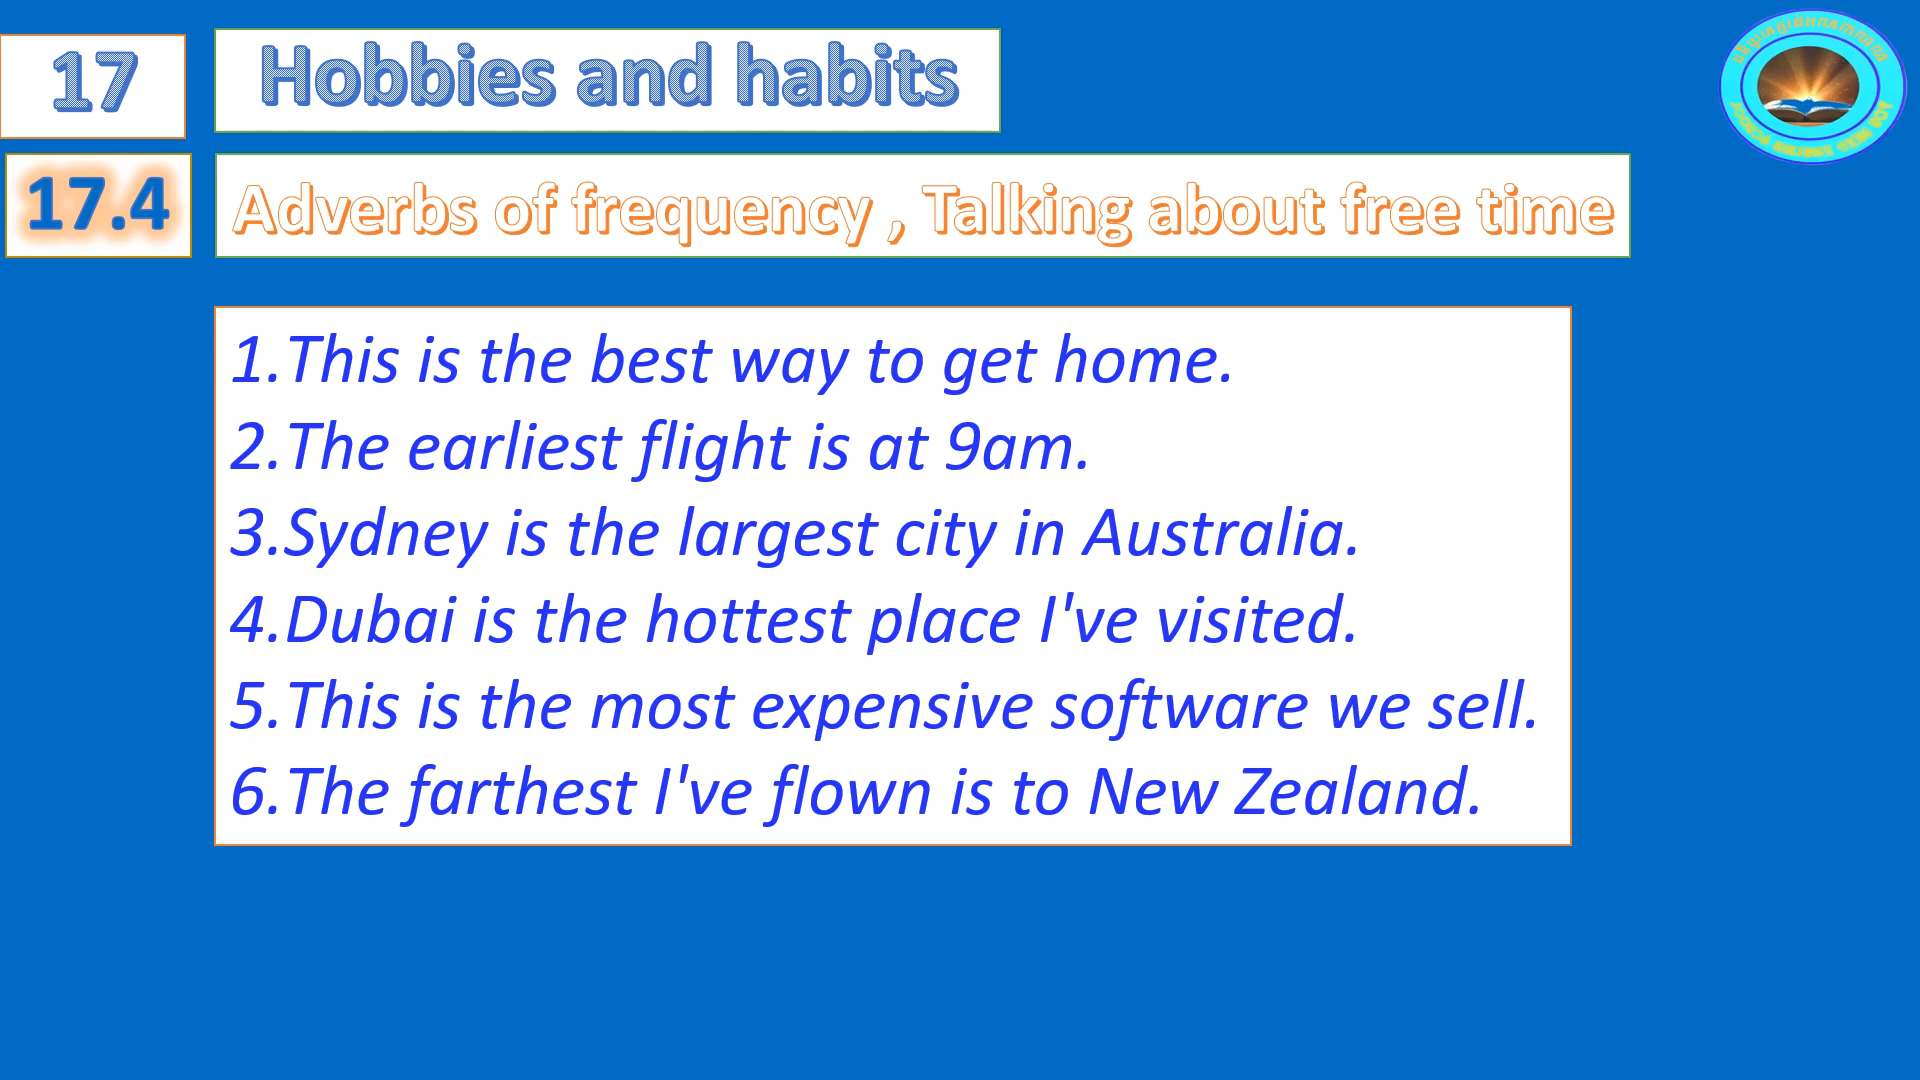 17
Hobbies and habits
17.4
Adverbs of frequency , Talking about free time
1.This is the best way to get home.
2.The earliest flight is at 9am.
3.Sydney is the largest city in Australia.
4.Dubai is the hottest place I've visited.
5.This is the most expensive software we sell.
6.The farthest I've flown is to New Zealand.